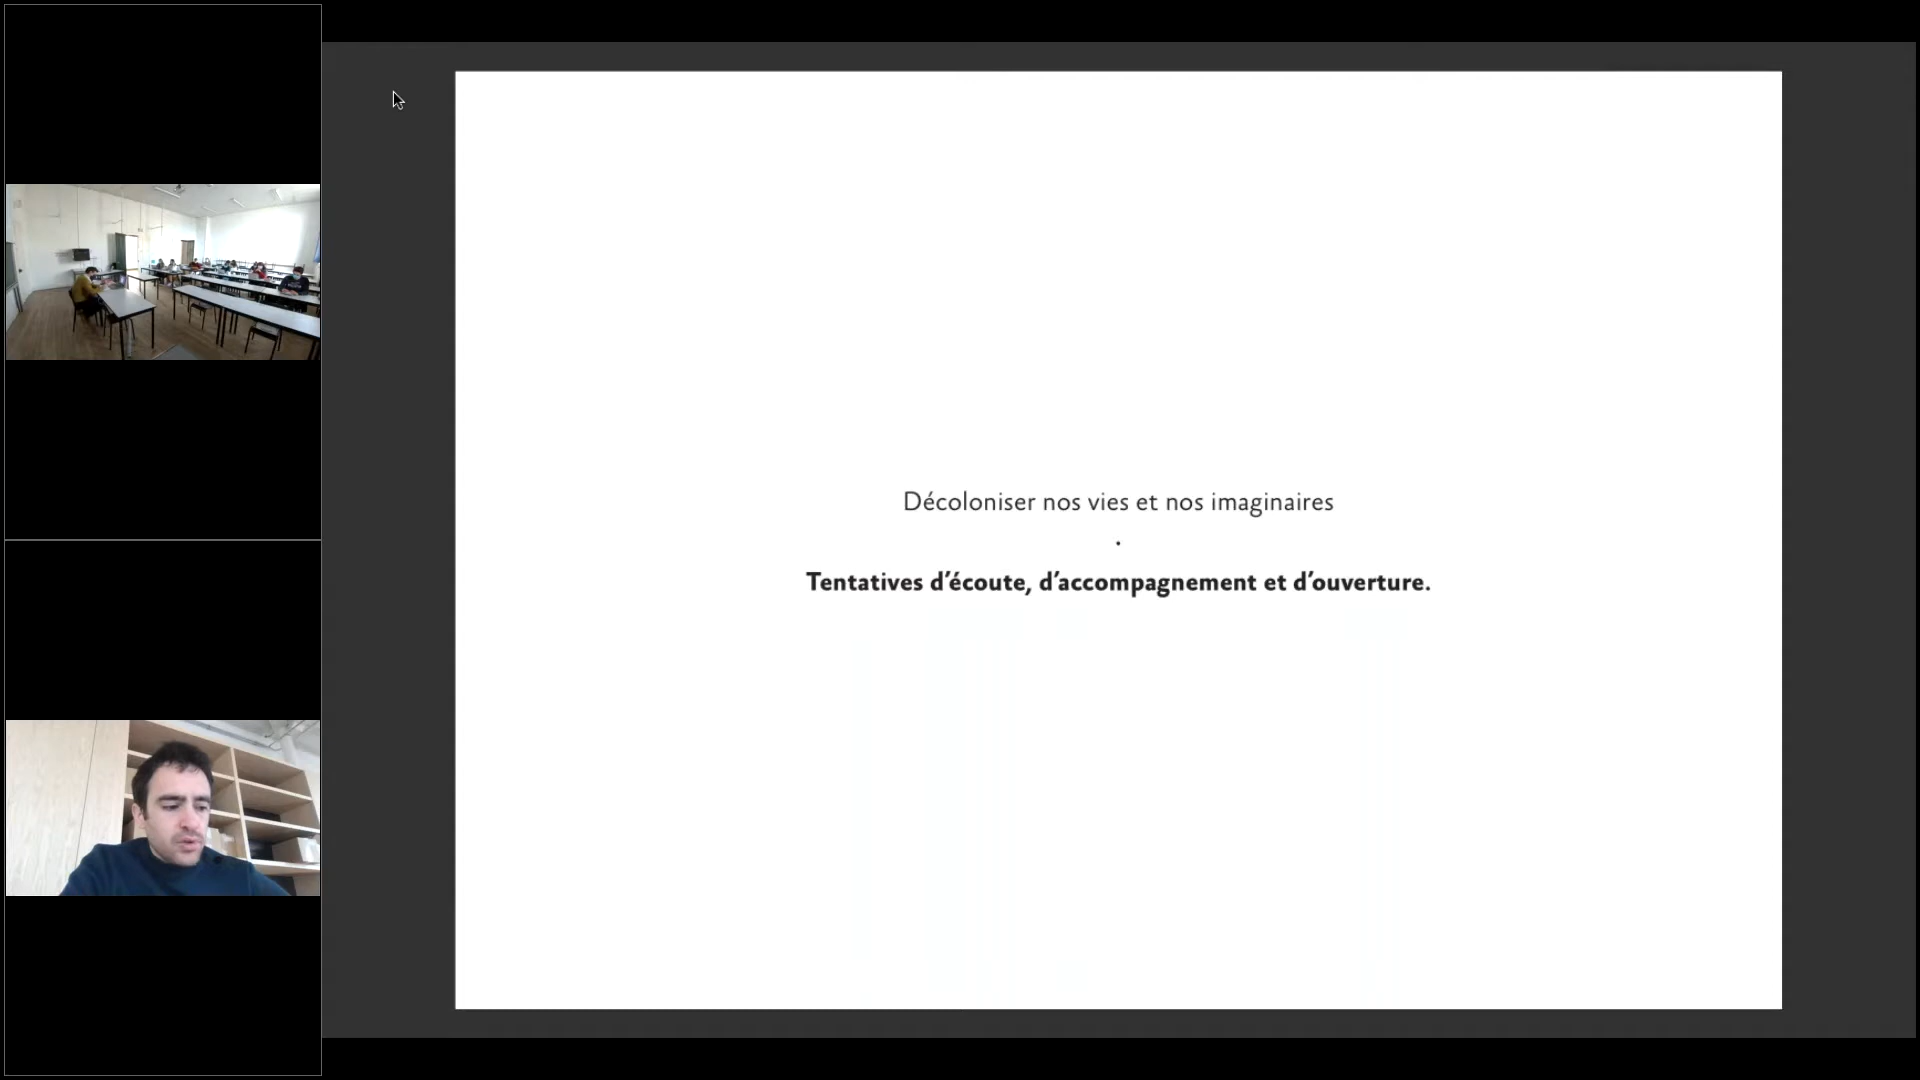 Décoloniser nos vies et nos imaginaires
.
Tentatives d’écoute, d’accompagnement et d’ouverture.